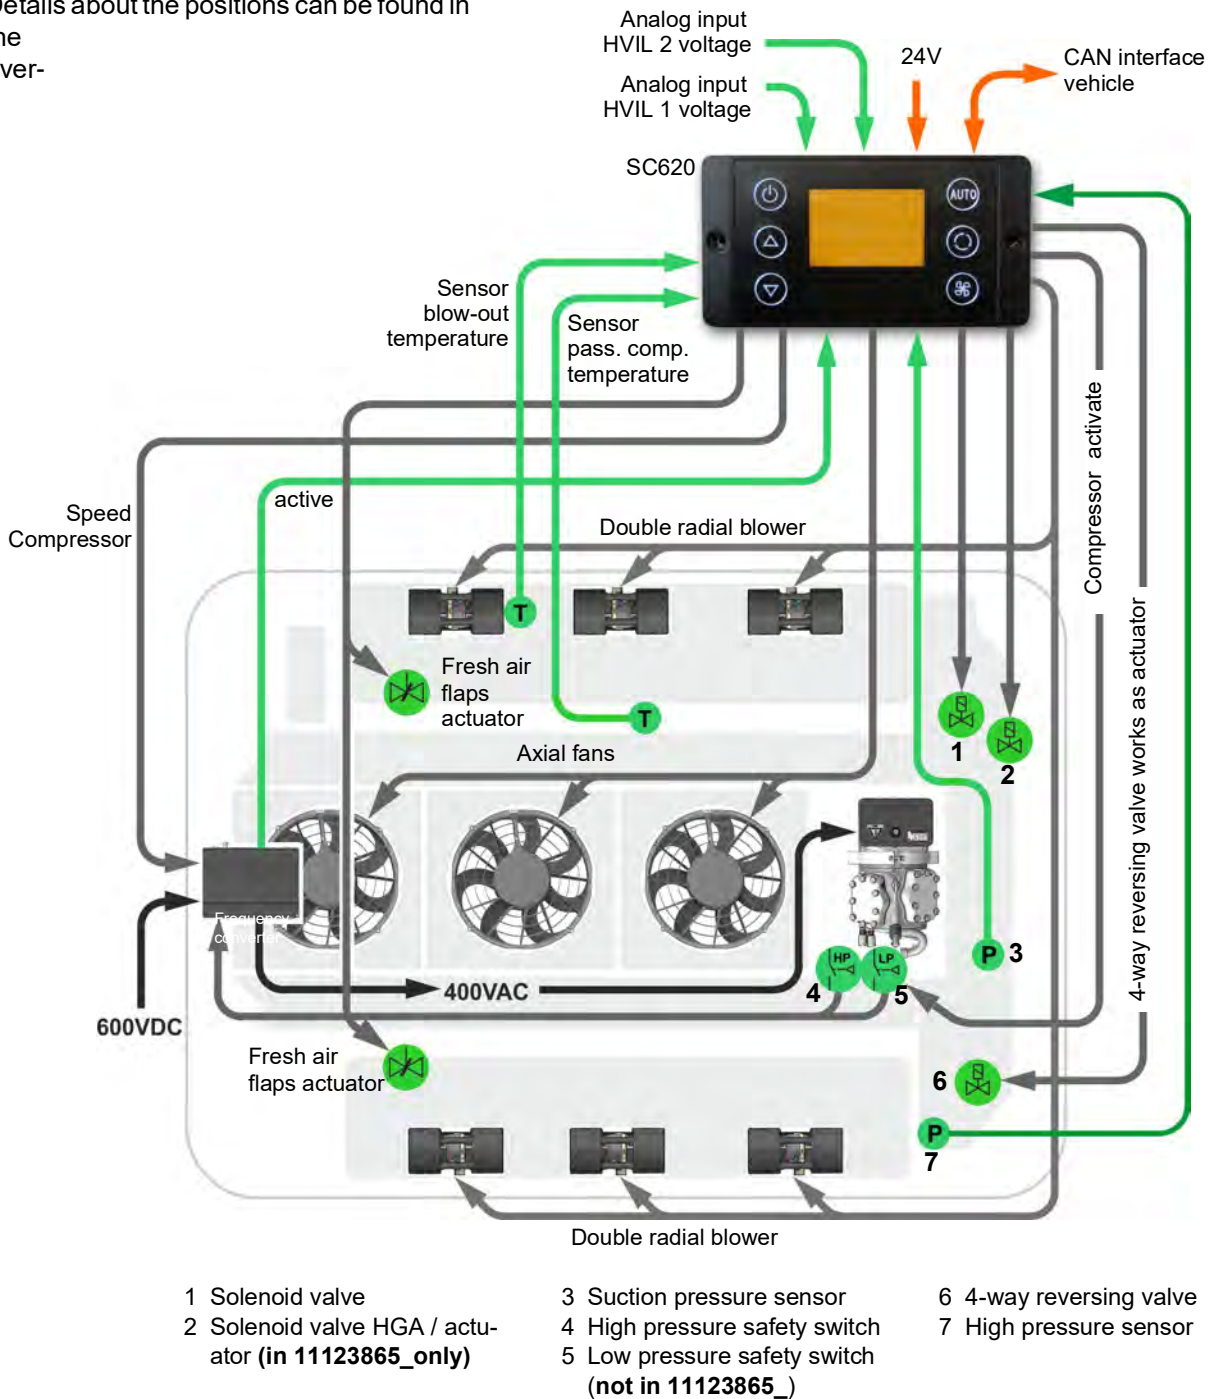 Details about the positions can be found in
ne
ver-
Analog input
HVIL 2 voltage
24V
CAN interface
vehicle
Analog input
HVIL 1 voltage
SC620
AUTO
Sensor
blow-out
temperature
Sensor
pass. comp.
temperature
Compressor activate
active
Speed
Compressor
Double radial blower
4-way reversing valve works as actuator
T
Fresh air
flaps
actuator
T
1
2
Axial fans
Frequency
converter
HP
LP
P 3
4
5
400VAC
600VDC
Fresh air
flaps actuator
6
P
7
Double radial blower
1 Solenoid valve
2 Solenoid valve HGA / actu-
ator (in 11123865_only)
3 Suction pressure sensor
4 High pressure safety switch
5 Low pressure safety switch
(not in 11123865_)
6 4-way reversing valve
7 High pressure sensor